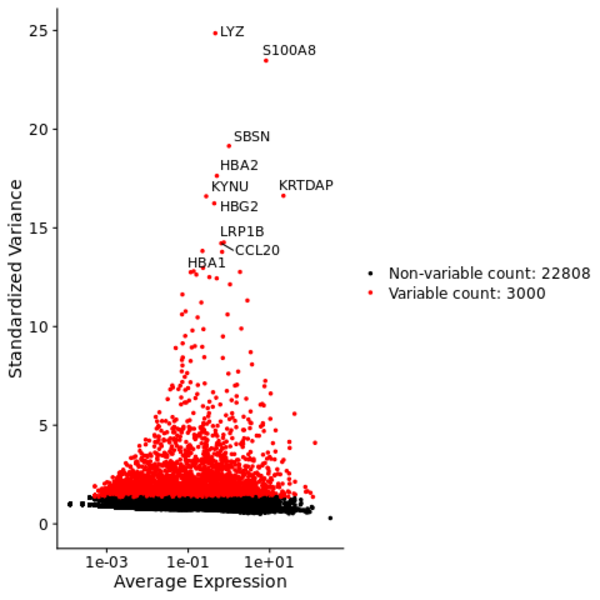 25
20
15
10
5
0
Standardized Variance
LYZ
S100A8
SBSN
HBA2
KYNU
KRTDAP
HBG2
LRP1B
CCL20
HBA1
1e-03 1e-01 1e+01
Average Expression
Non-variable count: 22808
Variable count: 3000